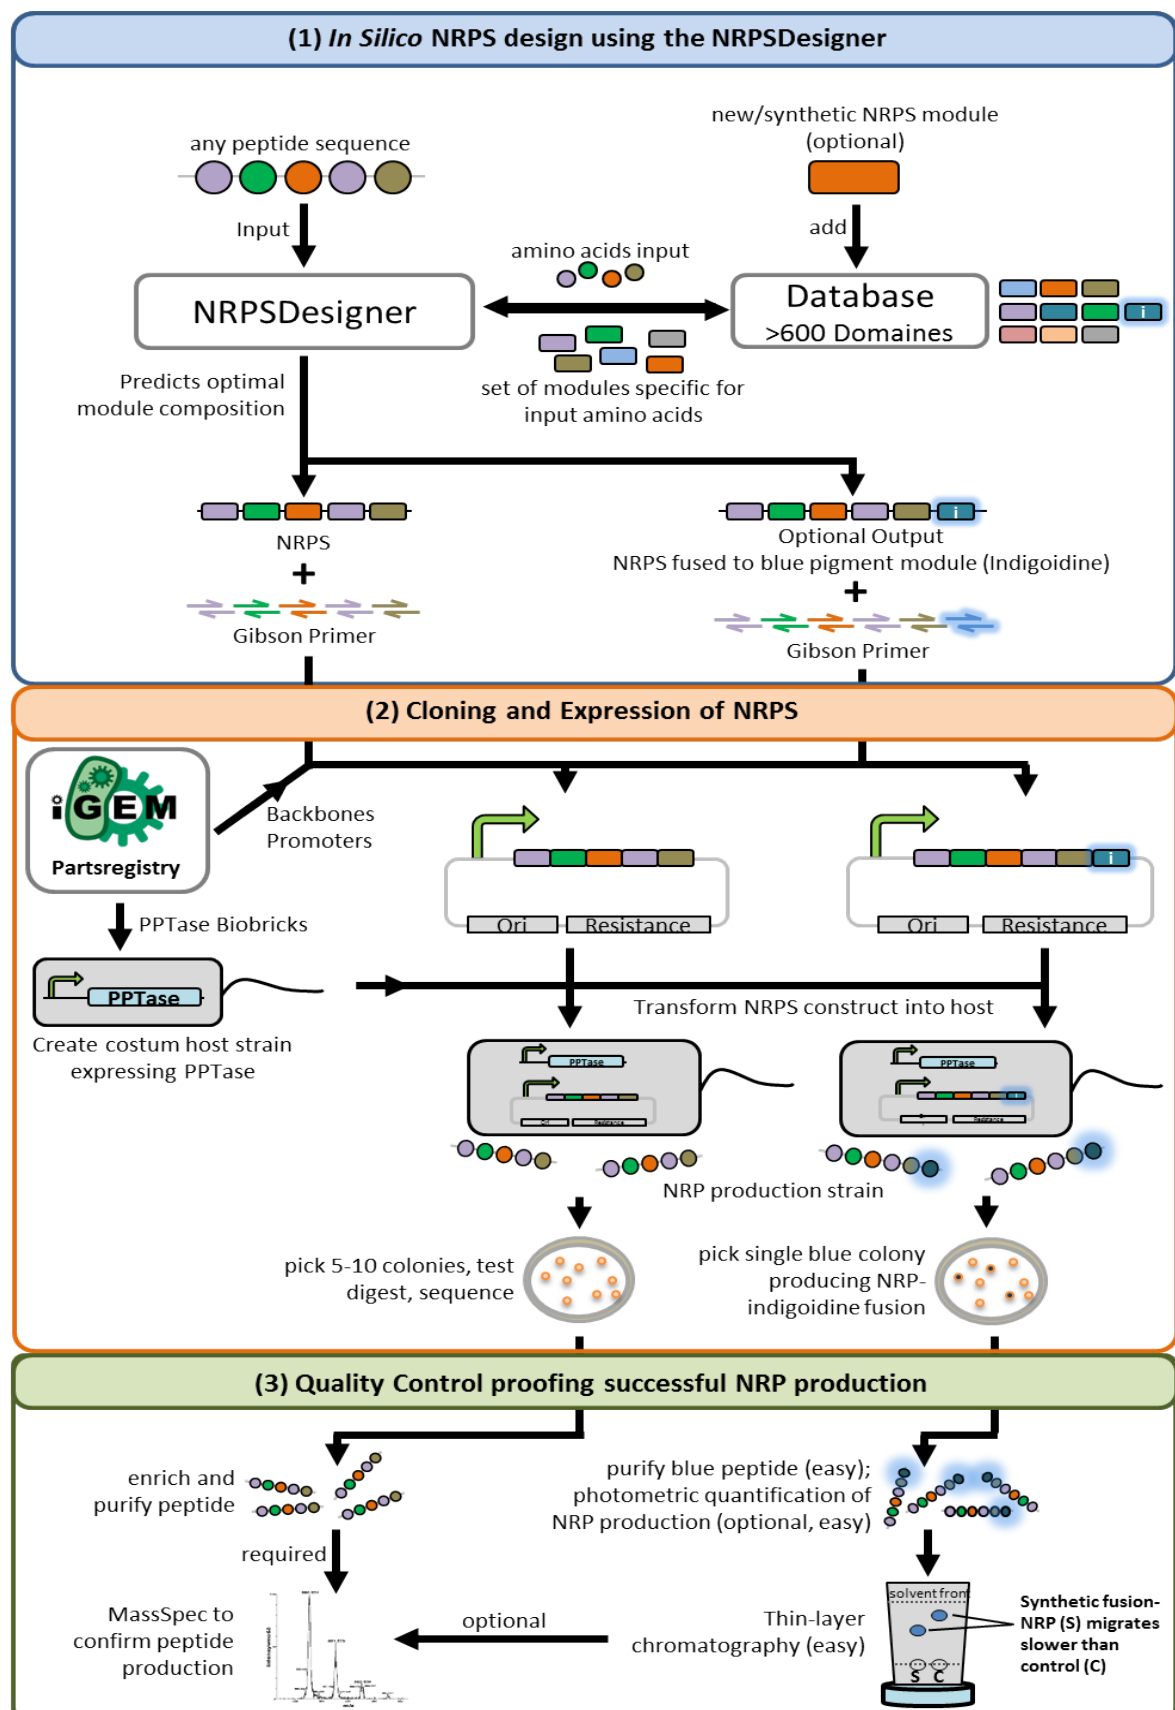 (1) In Silico NRPS design using the NRPSDesigner
new/synthetic NRPS module
(optional)
any peptide sequence
Input
add
amino acids input
NRPSDesigner
Database
>600 Domaines
i
Predicts optimal
module composition
set of modules specific for
input amino acids
i
NRPS
+
Gibson Primer
Optional Output
NRPS fused to blue pigment module (Indigoidine)
+
Gibson Primer
(2) Cloning and Expression of NRPS
iGEM
Partsregistry
Backbones
Promoters
i
Ori
Resistance
Ori
Resistance
PPTase Biobricks
PPTase
Transform NRPS construct into host
Create costum host strain
expressing PPTase
PPTase
Ori
Resistance
PPTase
i
Resistance
NRP production strain
pick 5-10 colonies, test
digest, sequence
pick single blue colony
producing NRP-
indigoidine fusion
(3) Quality Control proofing successful NRP production
enrich and
purify peptide
purify blue peptide (easy);
photometric quantification of
NRP production (optional, easy)
required
MassSpec to
confirm peptide
production
optional
Thin-layer
chromatography (easy)
solvent front
S C
Synthetic fusion-
NRP (S) migrates
slower than
control (C)